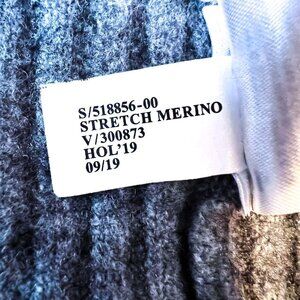 S/518856-00
STRETCH MERINO
V/300873
HOL'19
09/19